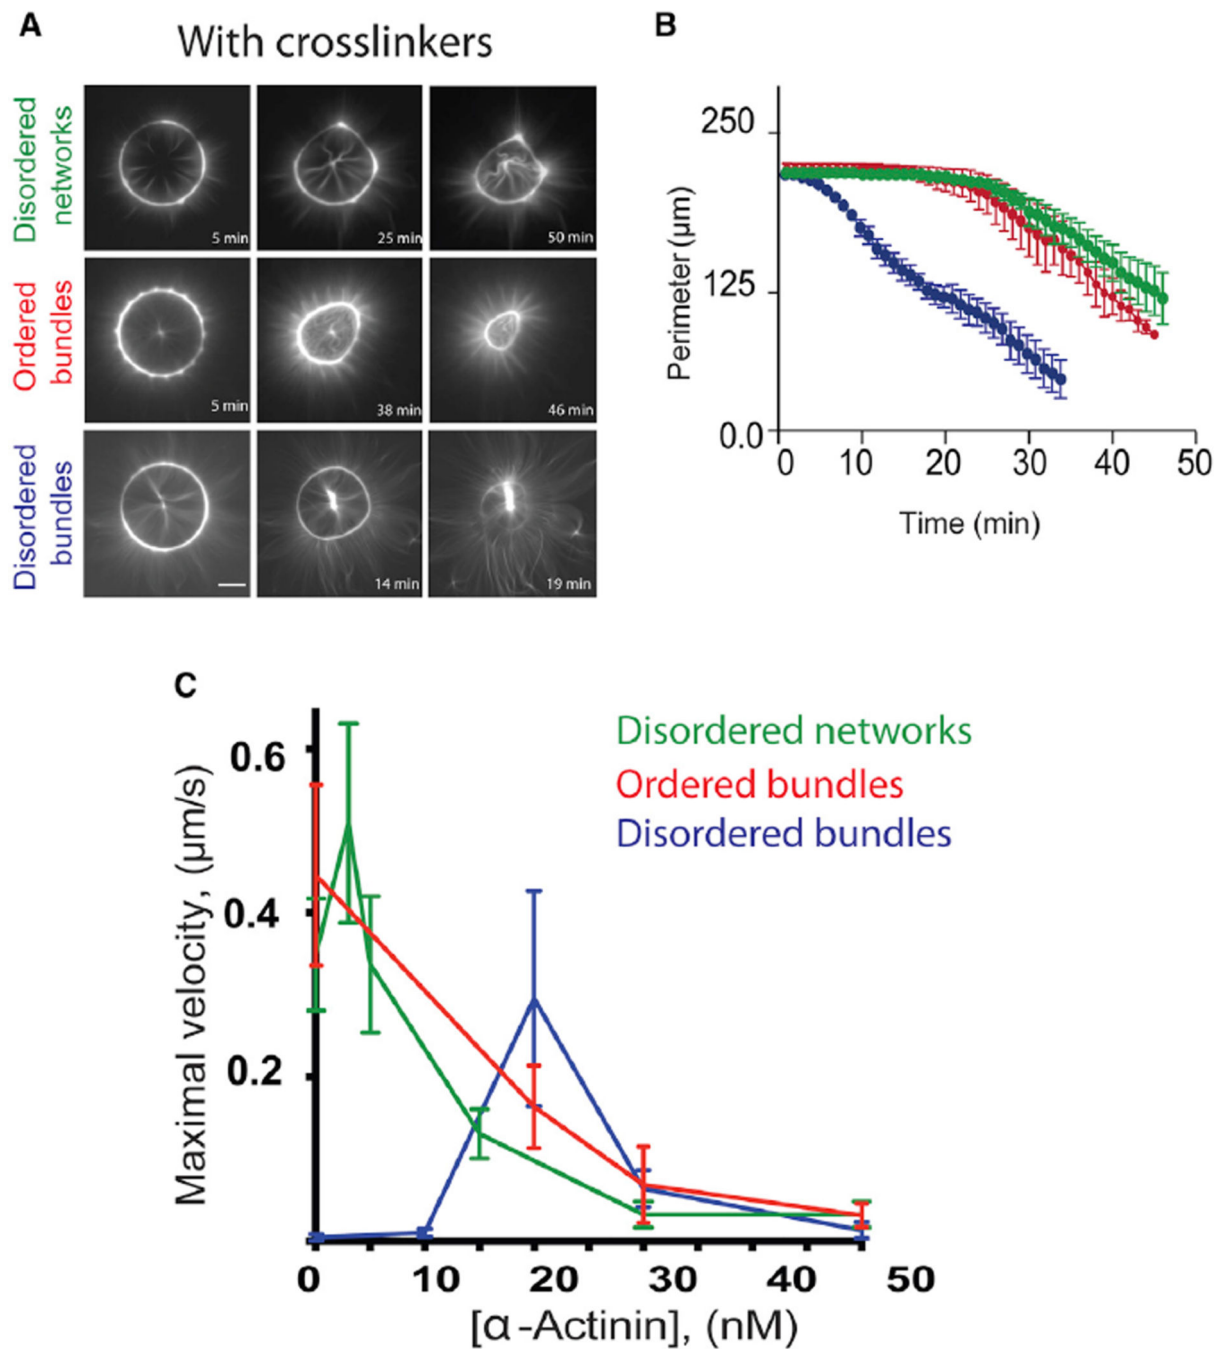 A
With crosslinkers
Disordered
networks
5 min
25 min
50 min
Ordered
bundles
5 min
38 min
46 min
Disordered
bundles
14 min
19 min
B
Perimeter (μm)
250
125
0.0
0 10 20 30 40 50
Time (min)
C
Maximal velocity, (μm/s)
0.6
0.4
0.2
0 10 20 30 40 50
[α-Actinin], (nM)
Disordered networks
Ordered bundles
Disordered bundles